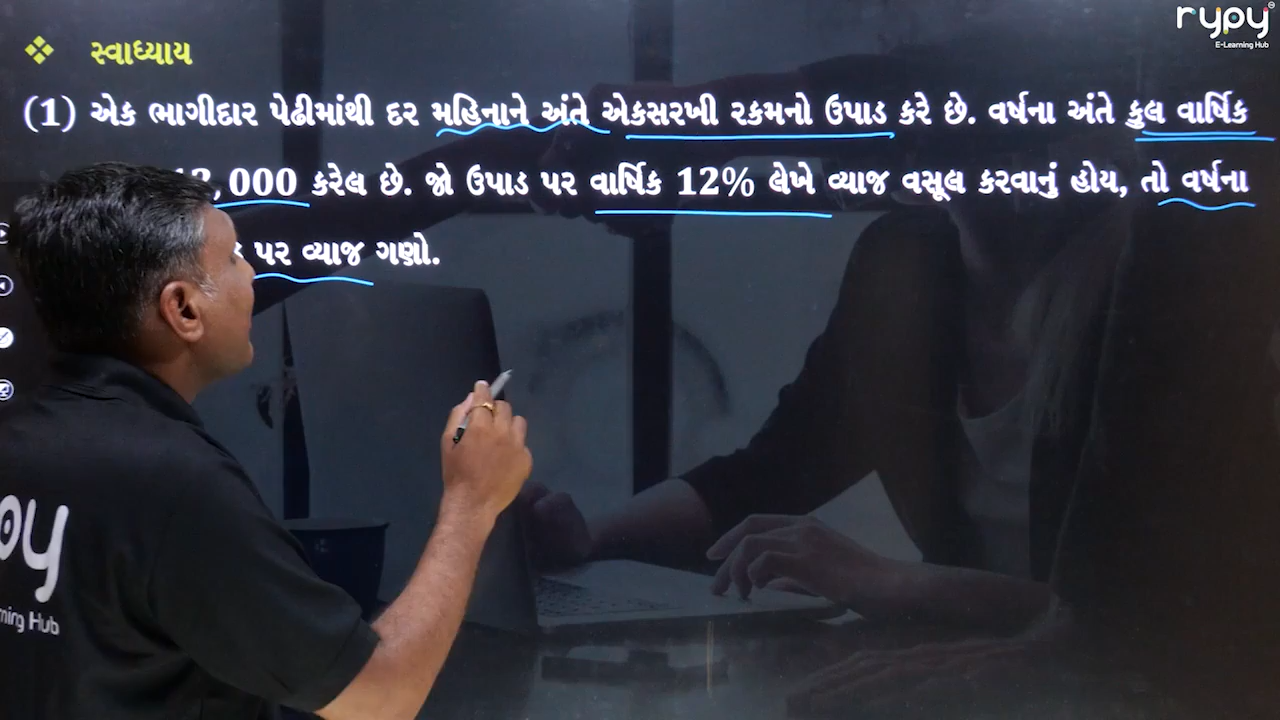 rypy
E-Learning Hub
❖ સ્વાધ્યાય
(1) એક ભાગીદાર પેઢીમાંથી દર મહિનાને અંતે એકસરખી રકમનો ઉપાડ કરે છે. વર્ષના અંતે કુલ વાર્ષિક
,000 કરેલ છે. જો ઉપાડ પર વાર્ષિક 12% લેખે વ્યાજ વસૂલ કરવાનું હોય, તો વર્ષના
પર વ્યાજ ગણો.
py
ning Hub